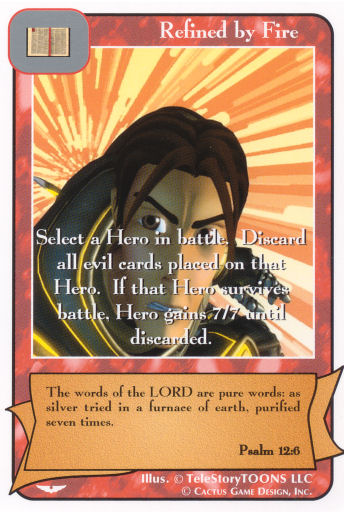 Refined by Fire
Select a Hero in battle. Discard
all evil cards placed on that
Hero. If that Hero survives
battle, Hero gains 7/7 until
discarded.
The words of the LORD are pure words: as
silver tried in a furnace of earth, purified
seven times.
Psalm 12:6
Illus. © TeleStoryTOONS LLC
© Cactus Game Design, Inc.